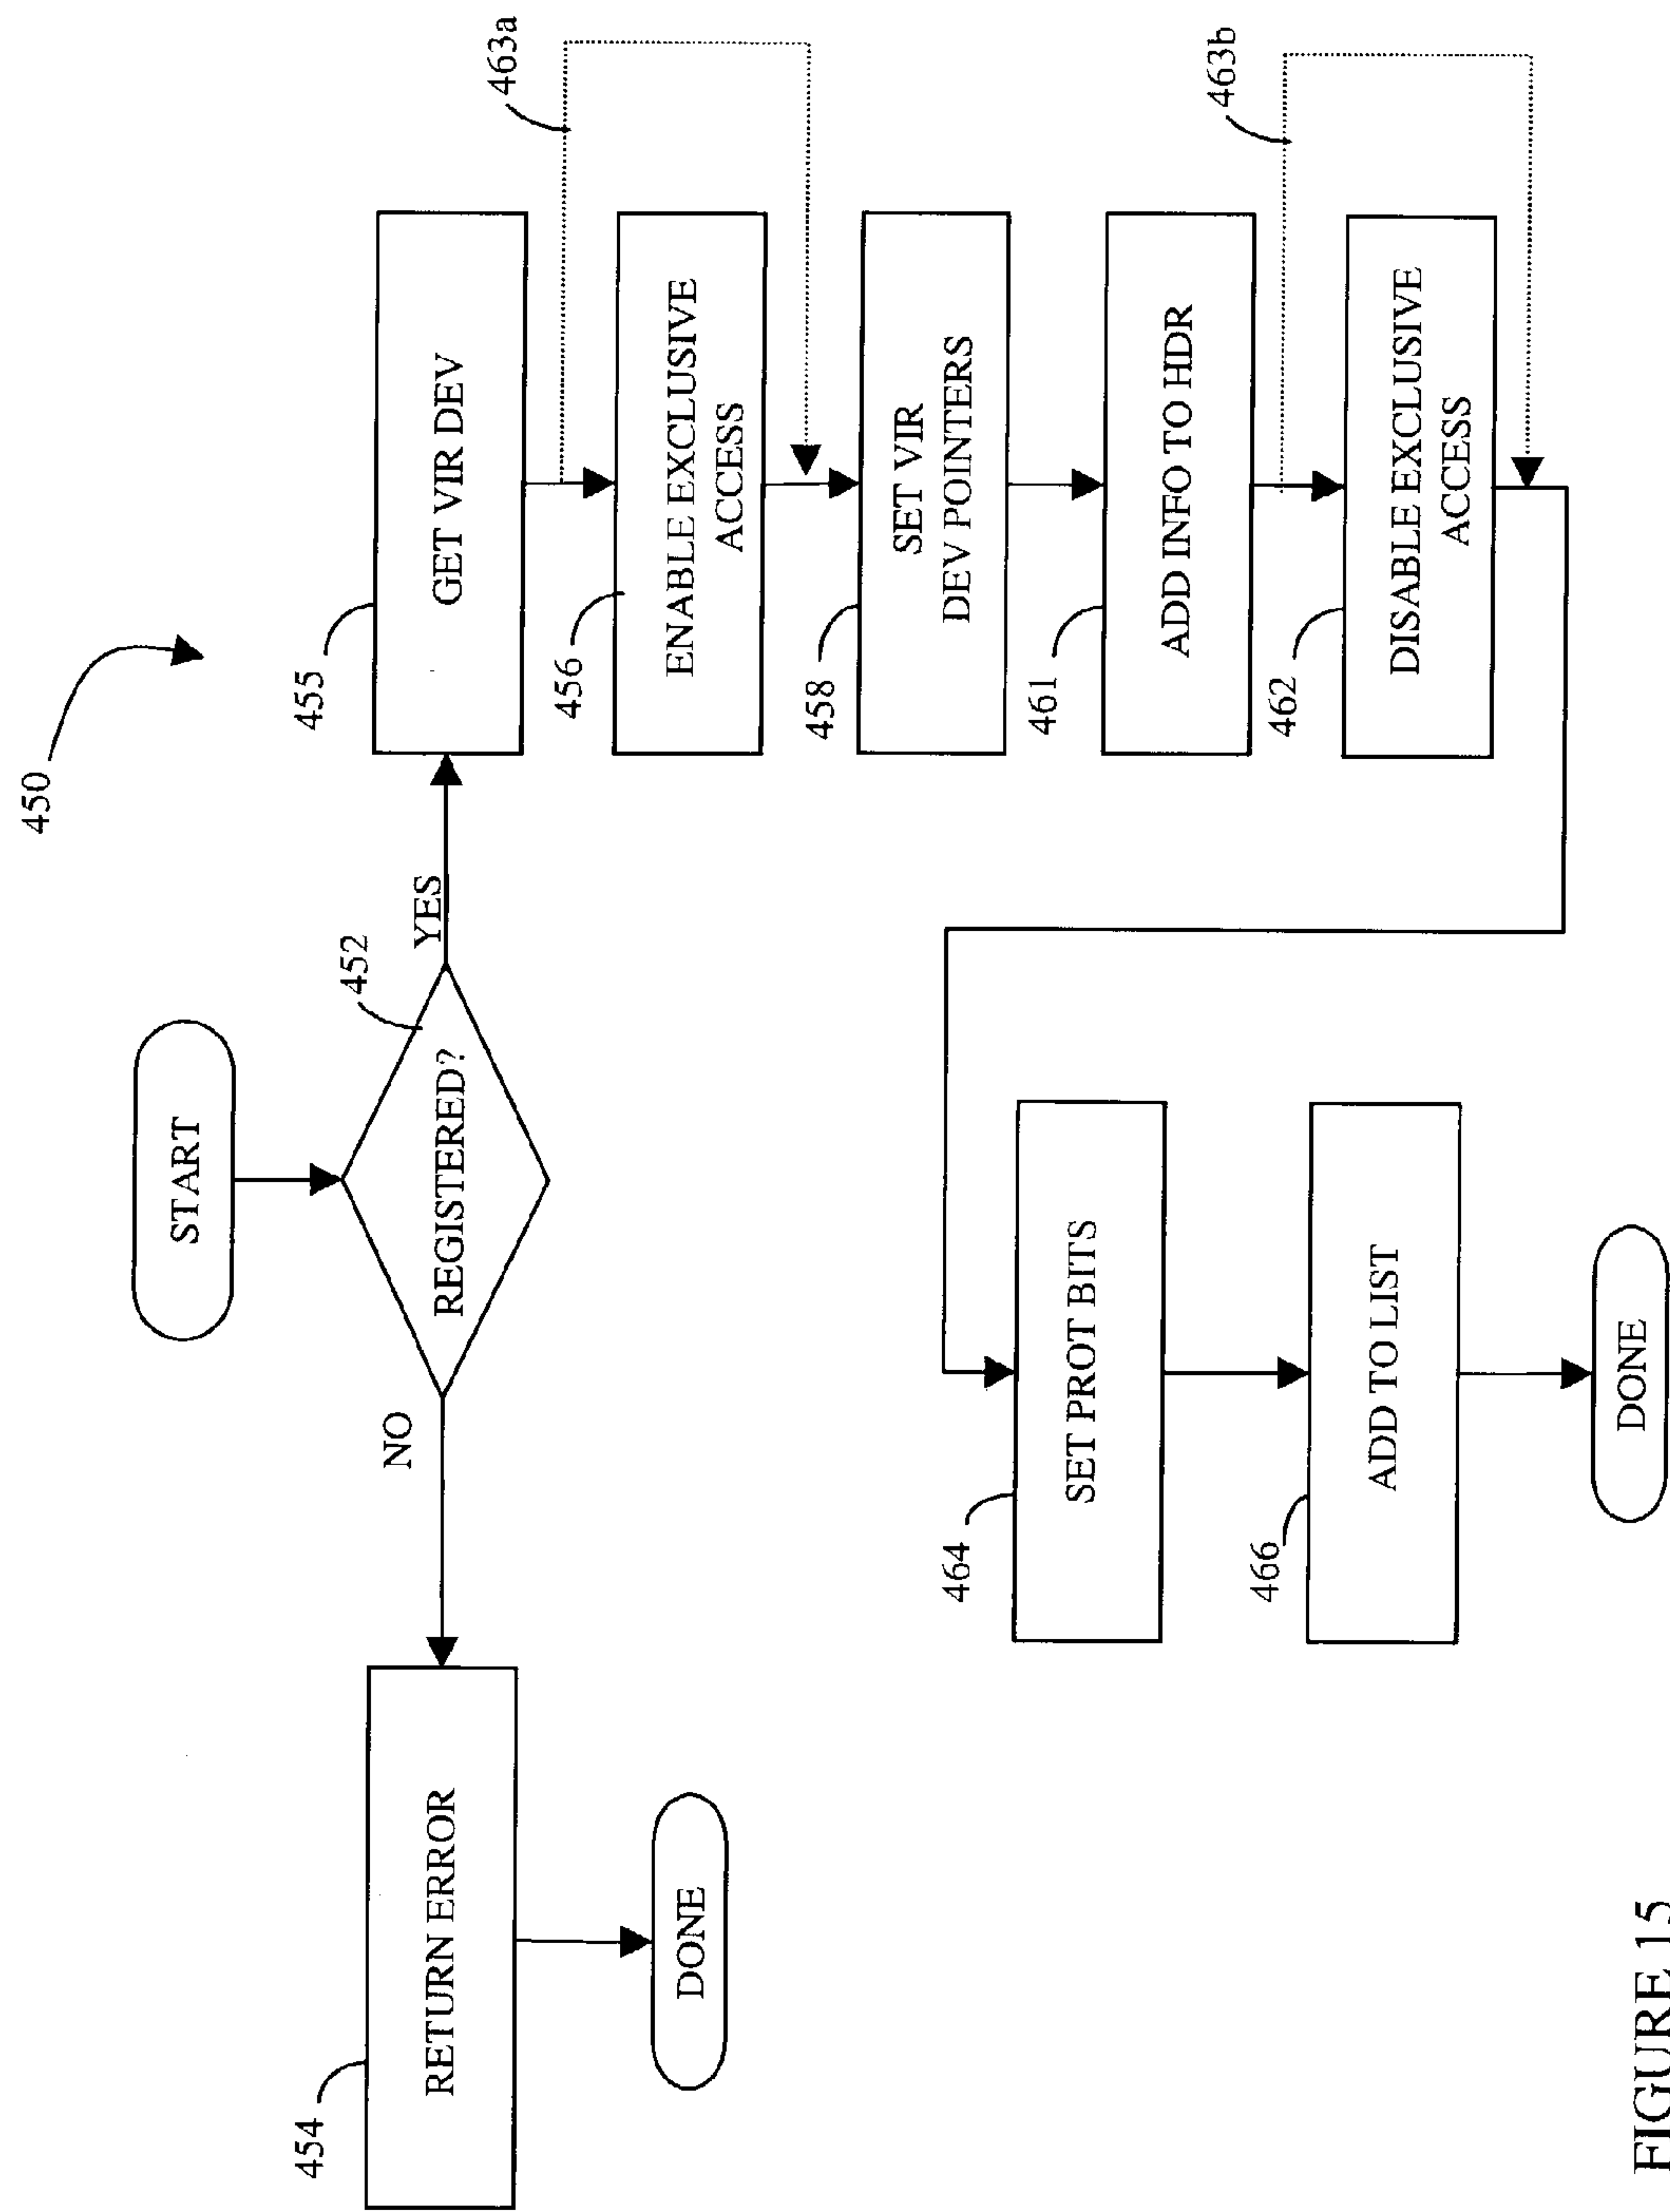 450
START
452
REGISTERED?
NO
YES
454
RETURN ERROR
DONE
455
GET VIR DEV
463a
456
ENABLE EXCLUSIVE
ACCESS
458
SET VIR
DEV POINTERS
461
ADD INFO TO HDR
463b
462
DISABLE EXCLUSIVE
ACCESS
464
SET PROT BITS
466
ADD TO LIST
DONE
FIGURE 15